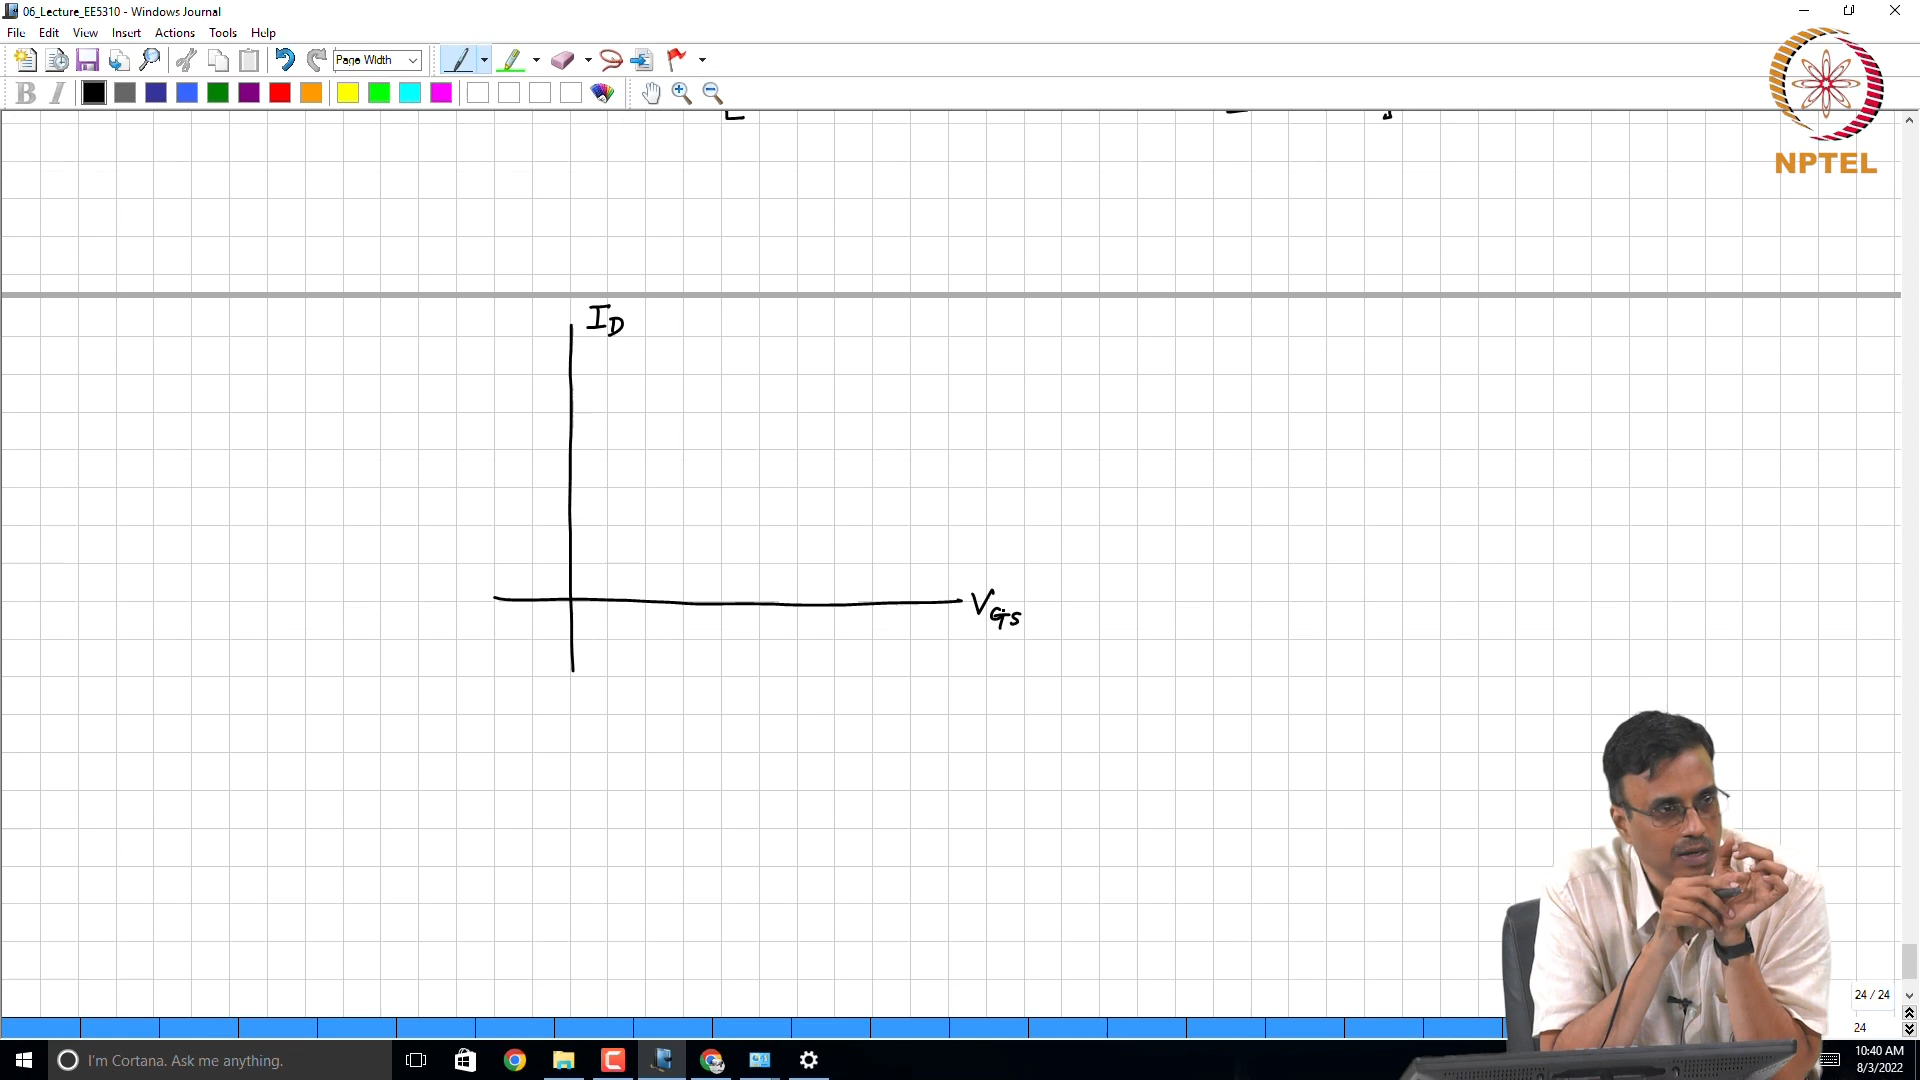 06_Lecture_EE5310 - Windows Journal
File Edit View Insert Actions Tools Help
Page Width
B I
NPTEL
I_D
V_GS
24 / 24
24
I'm Cortana. Ask me anything.
10:40 AM
8/3/2022